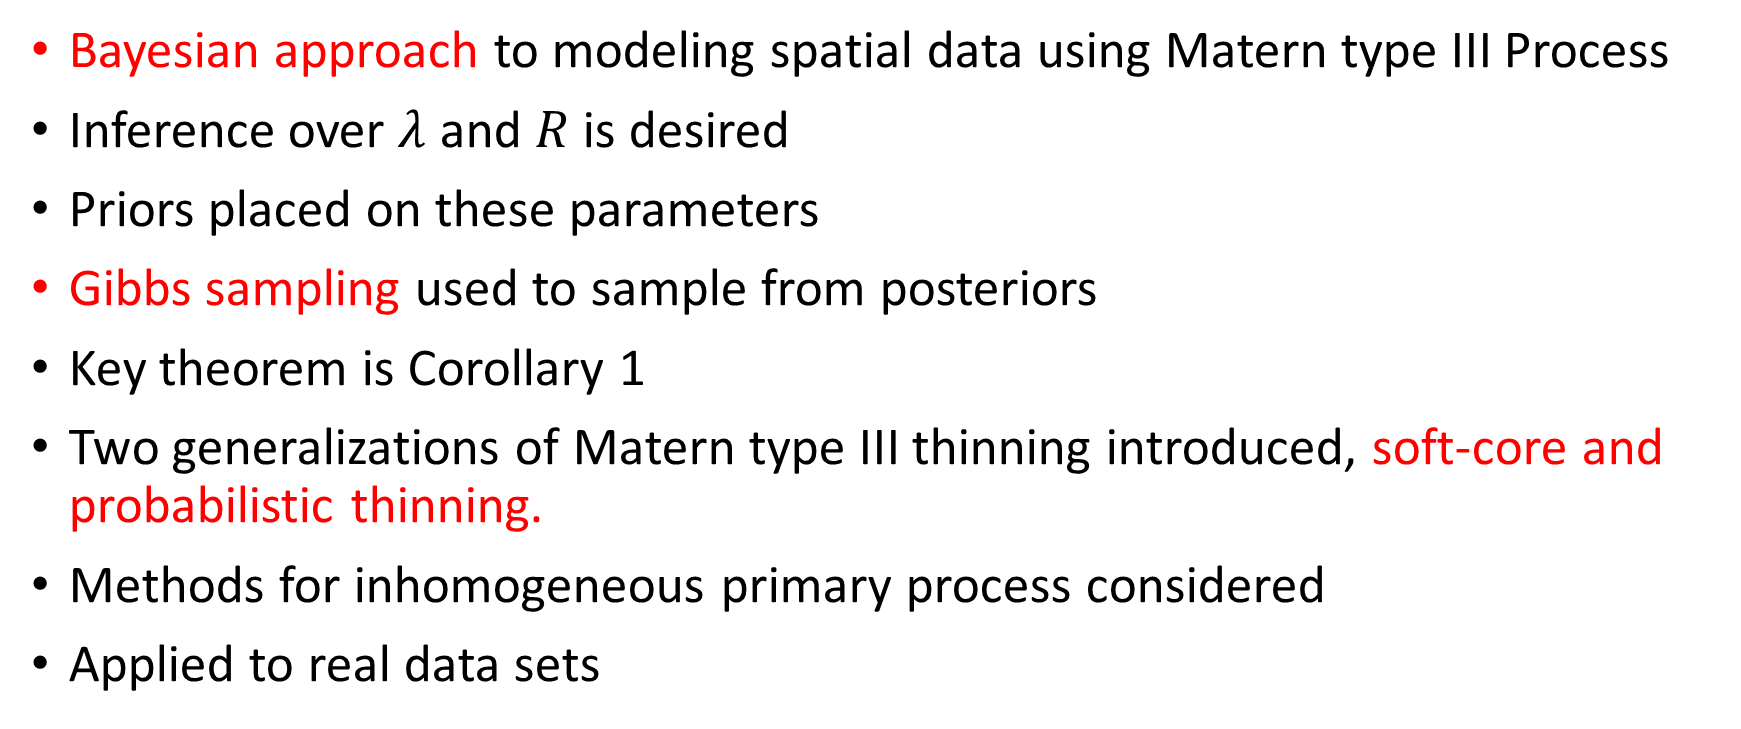 • Bayesian approach to modeling spatial data using Matern type III Process
• Inference over λ and R is desired
• Priors placed on these parameters
• Gibbs sampling used to sample from posteriors
• Key theorem is Corollary 1
• Two generalizations of Matern type III thinning introduced, soft-core and
probabilistic thinning.
• Methods for inhomogeneous primary process considered
• Applied to real data sets